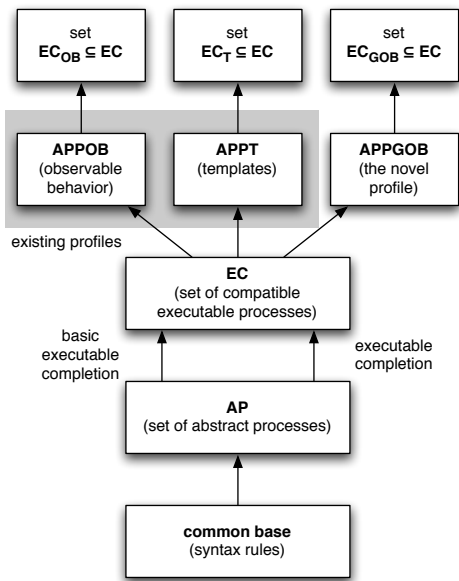 set
EC_OB ⊆ EC
set
EC_T ⊆ EC
set
EC_GOB ⊆ EC
APPOB
(observable
behavior)
APPT
(templates)
APPGOB
(the novel
profile)
existing profiles
EC
(set of compatible
executable processes)
basic
executable
completion
executable
completion
AP
(set of abstract processes)
common base
(syntax rules)